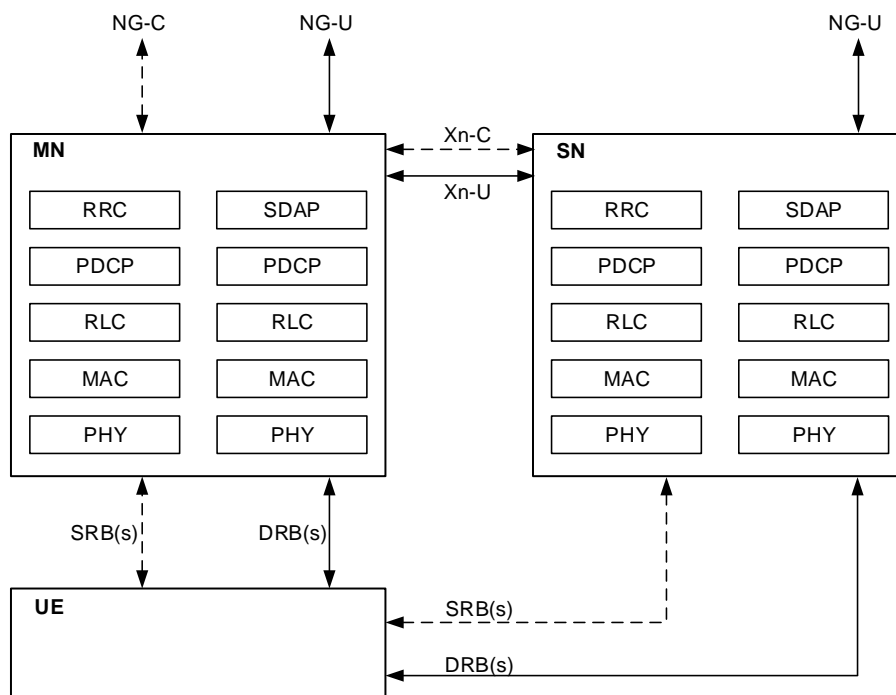 NG-C NG-U NG-U
MN Xn-C SN
Xn-U
RRC SDAP RRC SDAP
PDCP PDCP PDCP PDCP
RLC RLC RLC RLC
MAC MAC MAC MAC
PHY PHY PHY PHY
SRB(s) DRB(s)
UE SRB(s)
DRB(s)